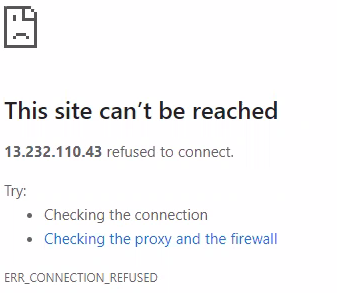 This site can't be reached
13.232.110.43 refused to connect.
Try:
• Checking the connection
• Checking the proxy and the firewall
ERR_CONNECTION_REFUSED